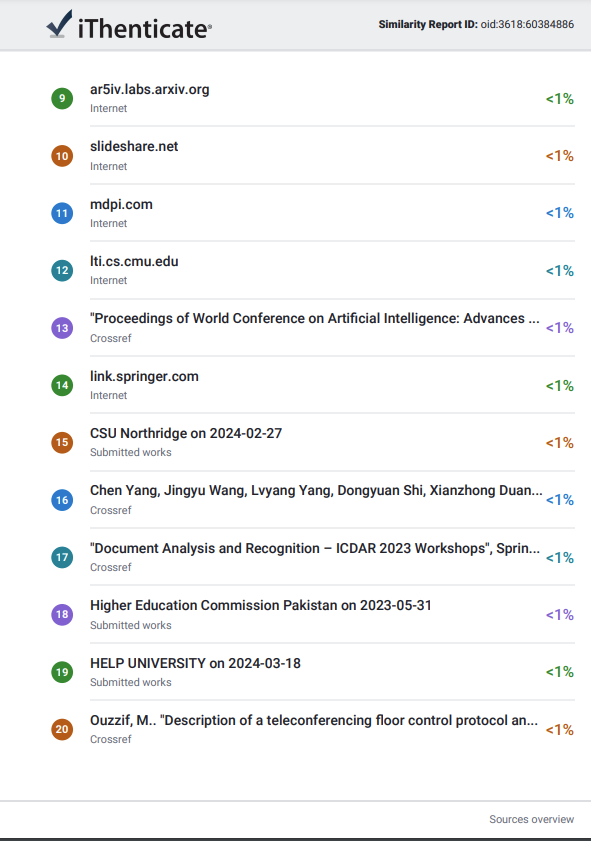 iThenticate®
Similarity Report ID: oid:3618:60384886
9
ar5iv.labs.arxiv.org
<1%
Internet
10
slideshare.net
<1%
Internet
11
mdpi.com
<1%
Internet
12
lti.cs.cmu.edu
<1%
Internet
13
"Proceedings of World Conference on Artificial Intelligence: Advances ...
<1%
Crossref
14
link.springer.com
<1%
Internet
15
CSU Northridge on 2024-02-27
<1%
Submitted works
16
Chen Yang, Jingyu Wang, Lvyang Yang, Dongyuan Shi, Xianzhong Duan...
<1%
Crossref
17
"Document Analysis and Recognition – ICDAR 2023 Workshops", Sprin...
<1%
Crossref
18
Higher Education Commission Pakistan on 2023-05-31
<1%
Submitted works
19
HELP UNIVERSITY on 2024-03-18
<1%
Submitted works
20
Ouzzif, M.. "Description of a teleconferencing floor control protocol an...
<1%
Crossref
Sources overview